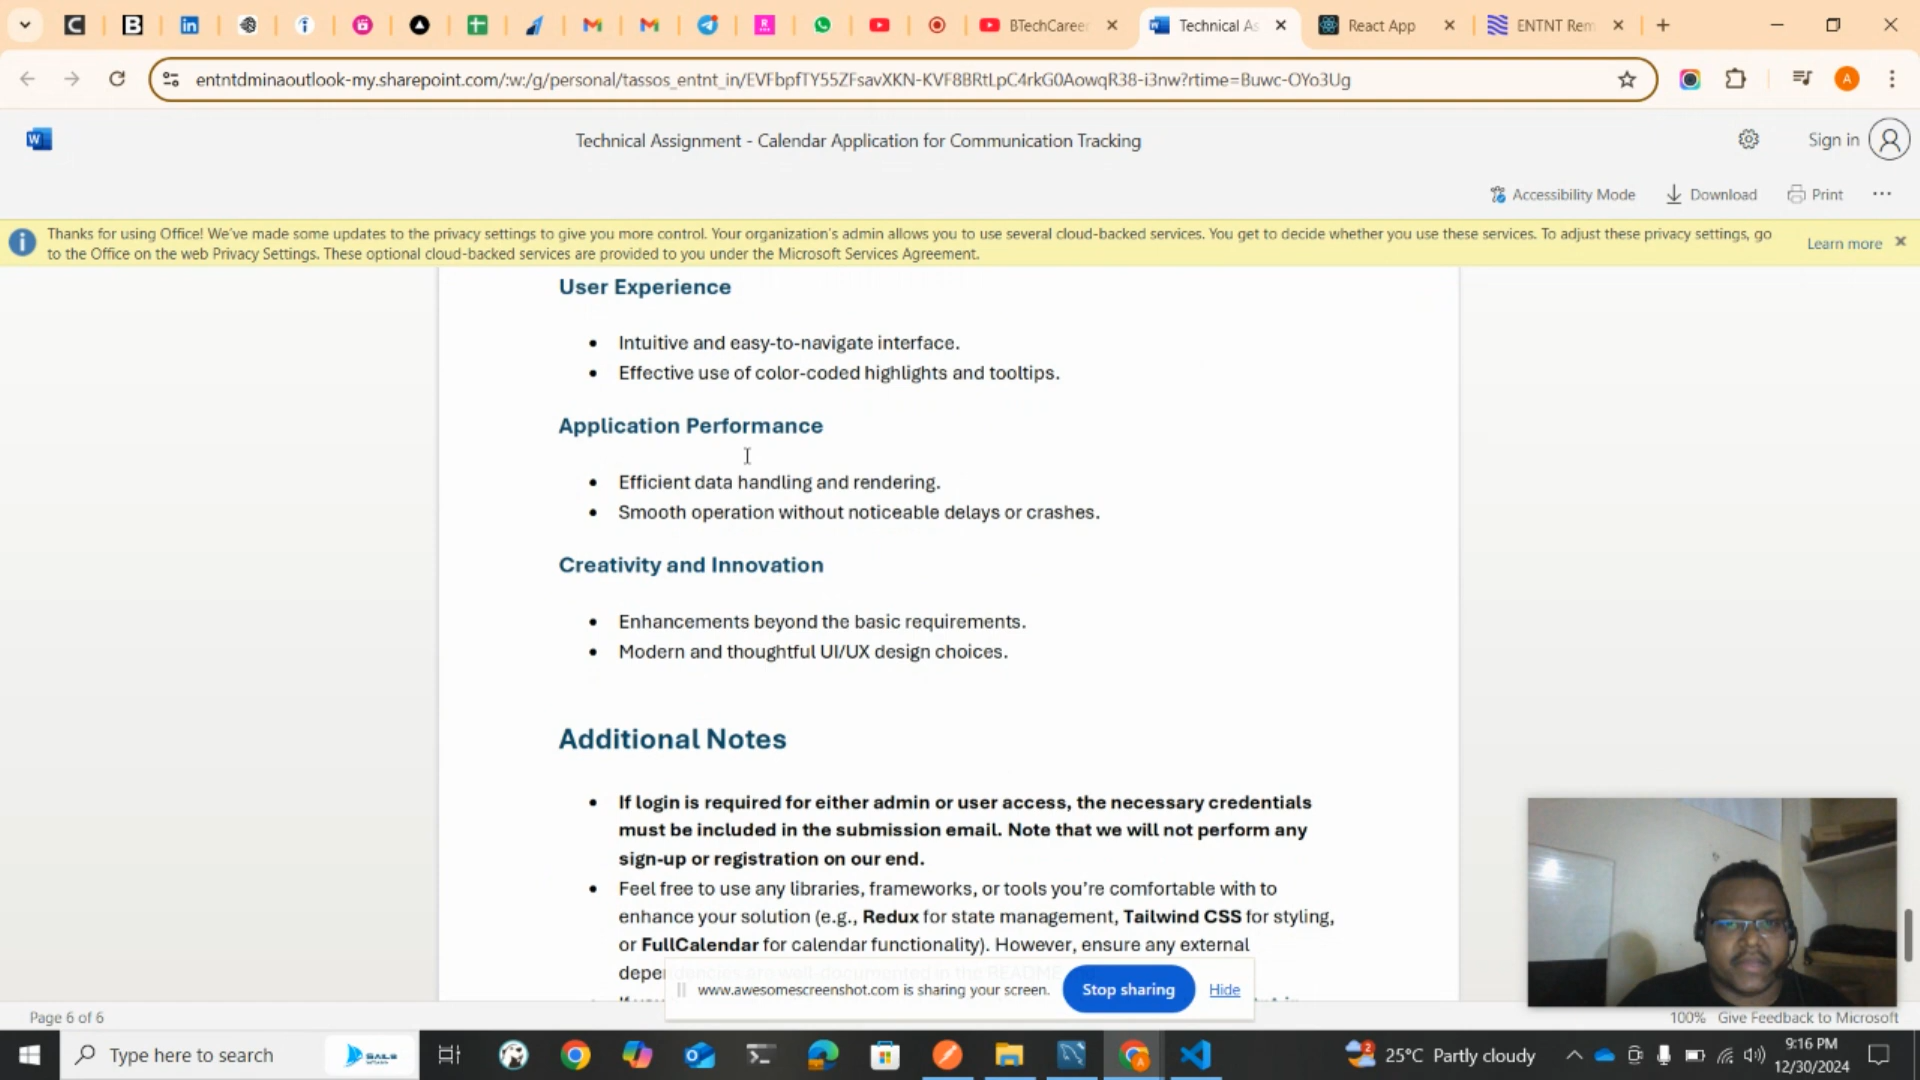 BTechCaree
Technical As
React App
ENTNT Rem
entntdminaoutlook-my.sharepoint.com/:w:/g/personal/tassos_entnt_in/EVFbpfTY55ZFsavXKN-KVF8BRtLpC4rkG0AowqR38-i3nw?rtime=Buwc-OYo3Ug
A
W
Technical Assignment - Calendar Application for Communication Tracking
Sign in
Accessibility Mode
Download
Print
Thanks for using Office! We've made some updates to the privacy settings to give you more control. Your organization's admin allows you to use several cloud-backed services. You get to decide whether you use these services. To adjust these privacy settings, go
to the Office on the web Privacy Settings. These optional cloud-backed services are provided to you under the Microsoft Services Agreement.
Learn more
User Experience
• Intuitive and easy-to-navigate interface.
• Effective use of color-coded highlights and tooltips.
Application Performance
• Efficient data handling and rendering.
• Smooth operation without noticeable delays or crashes.
Creativity and Innovation
• Enhancements beyond the basic requirements.
• Modern and thoughtful UI/UX design choices.
Additional Notes
• If login is required for either admin or user access, the necessary credentials
must be included in the submission email. Note that we will not perform any
sign-up or registration on our end.
• Feel free to use any libraries, frameworks, or tools you're comfortable with to
enhance your solution (e.g., Redux for state management, Tailwind CSS for styling,
or FullCalendar for calendar functionality). However, ensure any external
dependencies are well-documented in the README
www.awesomescreenshot.com is sharing your screen.
Stop sharing
Hide
Page 6 of 6
100%
Give Feedback to Microsoft
Type here to search
25°C Partly cloudy
9:16 PM
12/30/2024